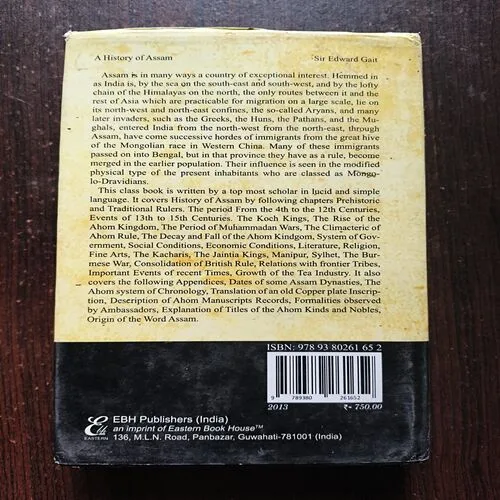 A History of Assam -Sir Edward Gait
Assam is in many ways a country of exceptional interest. Hemmed in
as India is, by the sea on the south-east and south-west, and by the lofty
chain of the Himalayas on the north, the only routes between it and the
rest of Asia which are practicable for migration on a large scale, lie on
its north-west and north-east confines, the so-called Aryans, and many
later invaders, such as the Greeks, the Huns, the Pathans, and the Mu-
ghals, entered India from the north-west from the north-east, through
Assam, have come successive hordes of immigrants from the great hive
of the Mongolian race in Western China. Many of these immigrants
passed on into Bengal, but in that province they have as a rule, become
merged in the earlier population. Their influence is seen in the modified
physical type of the present inhabitants who are classed as Mongo-
lo-Dravidians.
This class book is written by a top most scholar in lucid and simple
language. It covers History of Assam by following chapters Prehistoric
and Traditional Rulers. The period From the 4th to the 12th Centuries,
Events of 13th to 15th Centuries. The Koch Kings, The Rise of the
Ahom Kingdom, The Period of Muhammadan Wars, The Climacteric of
Ahom Rule, The Decay and Fall of the Ahom Kindgom, System of Gov-
ernment, Social Conditions, Economic Conditions, Literature, Religion,
Fine Arts, The Kacharis, The Jaintia Kings, Manipur, Sylhet, The Bur-
mese War, Consolidation of British Rule, Relations with frontier Tribes,
Important Events of recent Times, Growth of the Tea Industry. It also
covers the following Appendices, Dates of some Assam Dynasties, The
Ahom system of Chronology, Translation of an old Copper plate Inscrip-
tion, Deseription of Ahom Manuscripts Records, Formalities observed
by Ambassadors, Explanation of Titles of the Ahom Kinds and Nobles,
Origin of the Word Assam.
ISBN: 978 93 80261 65 2
9 789380 261652
2013 ₹- 750.00
EBH Publishers (India)
an imprint of Eastern Book House™
EASTERN
136, M.L.N. Road, Panbazar, Guwahati-781001 (India)